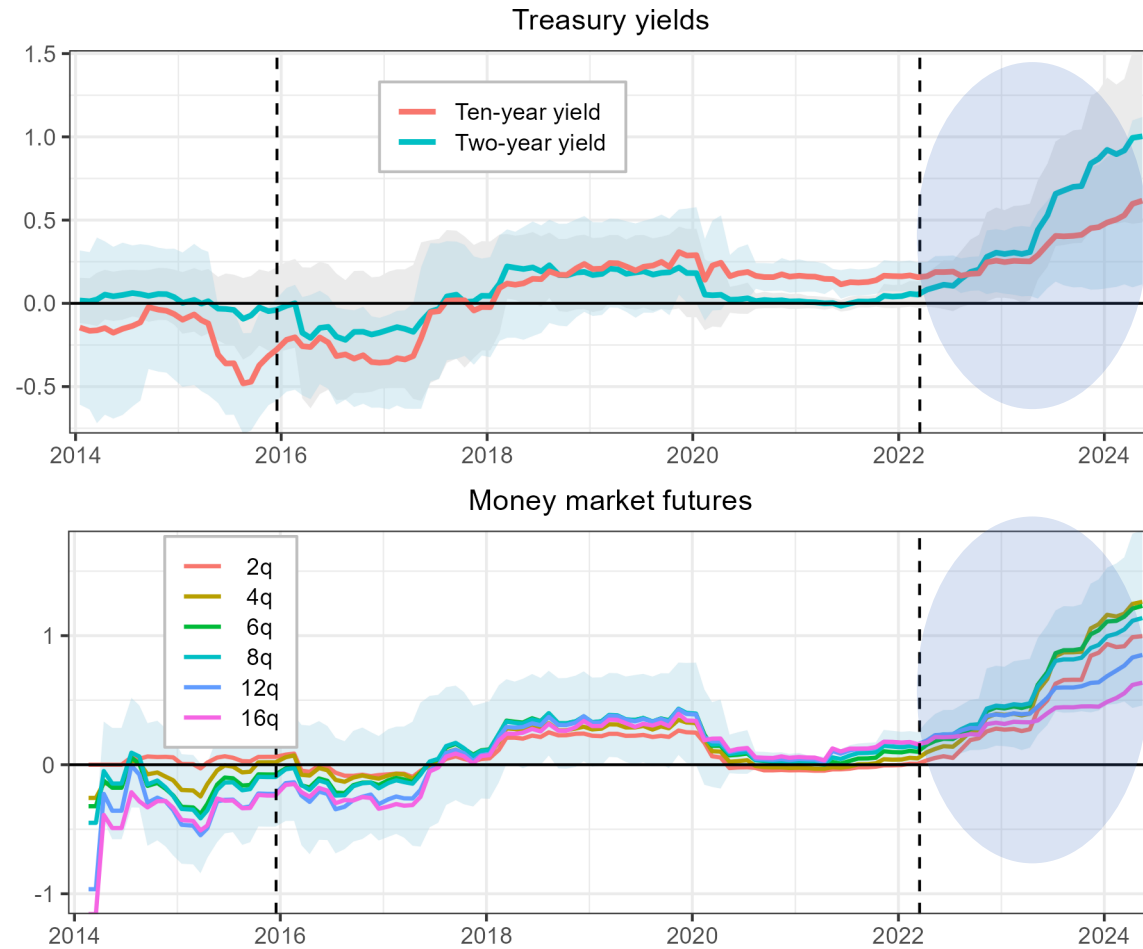 Treasury yields
1.5
1.0
0.5
0.0
-0.5
Ten-year yield
Two-year yield
2014 2016 2018 2020 2022 2024
Money market futures
1
0
-1
2q
4q
6q
8q
12q
16q
2014 2016 2018 2020 2022 2024